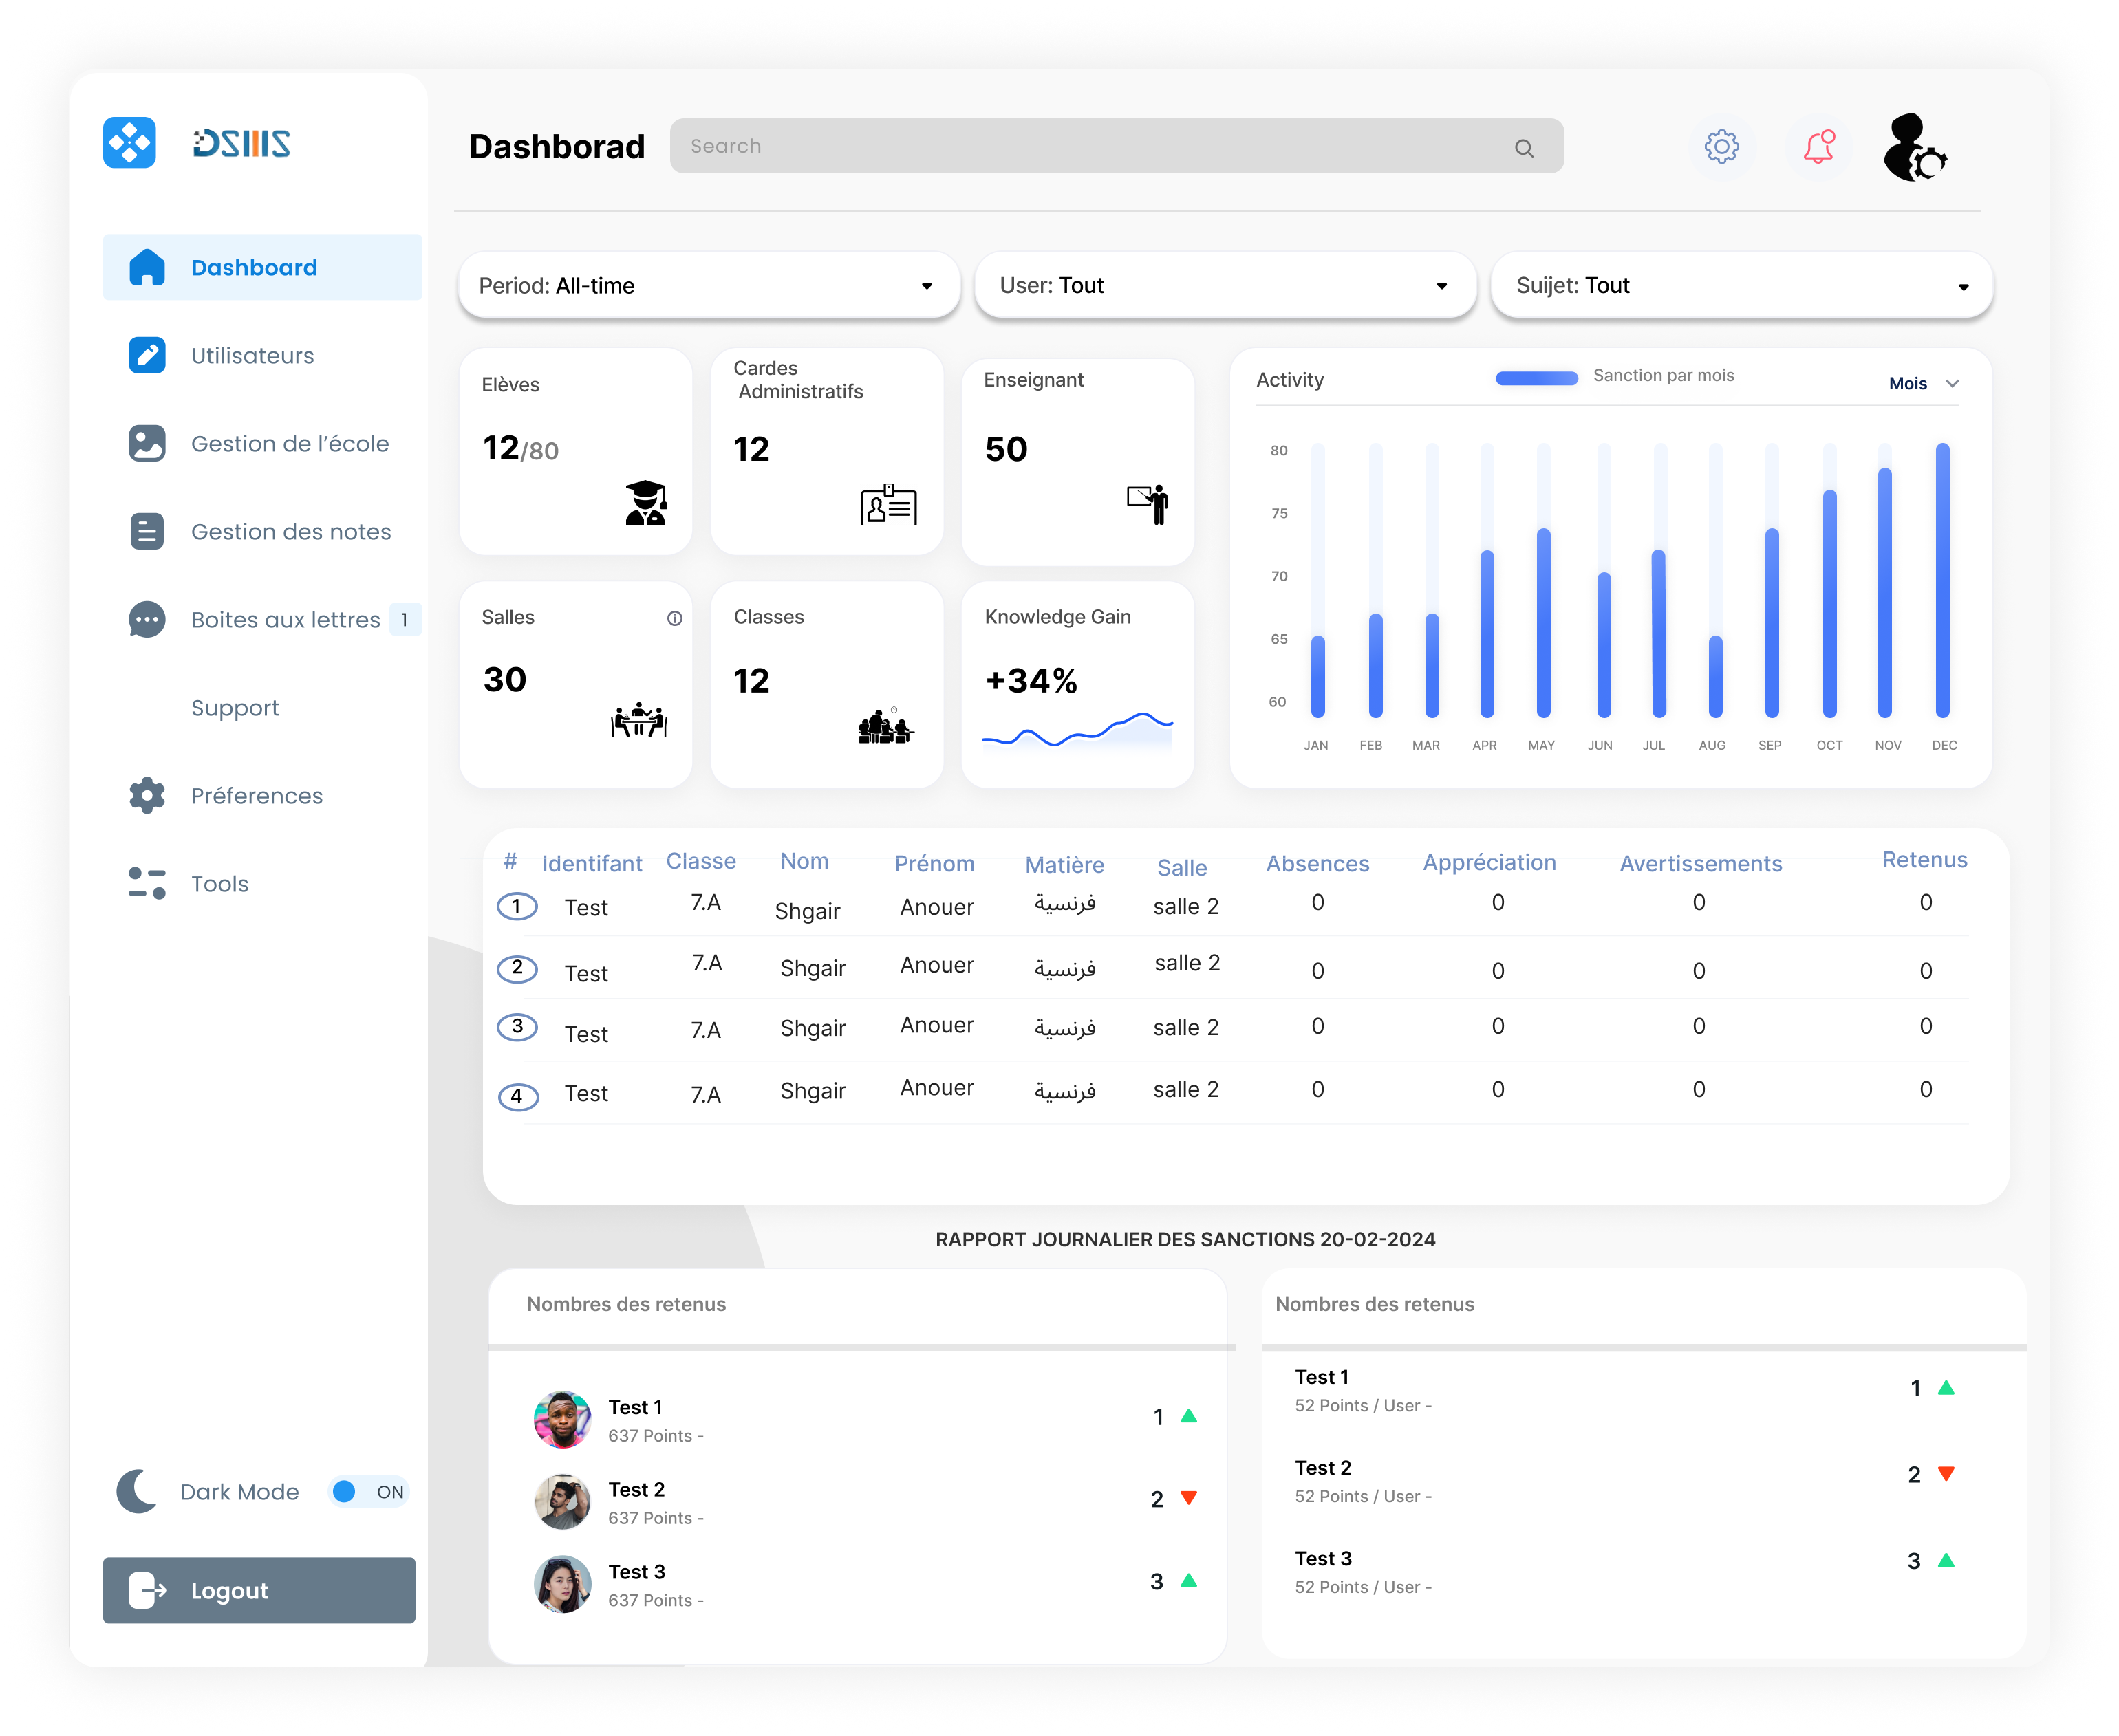 DSIMS
Dashboard
Utilisateurs
Gestion de l’école
Gestion des notes
Boites aux lettres 1
Support
Préferences
Tools
Dark Mode ON
Logout
Dashborad
Search
Period: All-time
User: Tout
Suijet: Tout
Elèves
12/80
Cardes
Administratifs
12
Enseignant
50
Salles
30
Classes
12
Knowledge Gain
+34%
Activity
Sanction par mois
Mois
80
75
70
65
60
JAN FEB MAR APR MAY JUN JUL AUG SEP OCT NOV DEC
# Identifant Classe Nom Prénom Matière Salle Absences Appréciation Avertissements Retenus
1 Test 7.A Shgair Anouer فرنسية salle 2 0 0 0 0
2 Test 7.A Shgair Anouer فرنسية salle 2 0 0 0 0
3 Test 7.A Shgair Anouer فرنسية salle 2 0 0 0 0
4 Test 7.A Shgair Anouer فرنسية salle 2 0 0 0 0
RAPPORT JOURNALIER DES SANCTIONS 20-02-2024
Nombres des retenus
Test 1 1
637 Points -
Test 2 2
637 Points -
Test 3 3
637 Points -
Nombres des retenus
Test 1 1
52 Points / User -
Test 2 2
52 Points / User -
Test 3 3
52 Points / User -